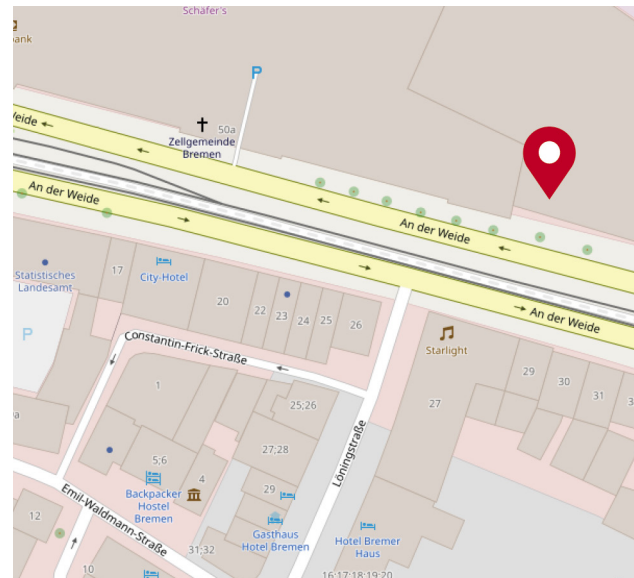 Schäfer's
ank
P
50a
Zellgemeinde
Bremen
Weide
An der Weide
An der Weide
An der Weide
Statistisches
Landesamt
17
City-Hotel
20
22
23
24
25
26
P
Constantin-Frick-Straße
Starlight
1
25;26
27
29
30
31
3
27;28
Löningstraße
5;6
4
29
Backpacker
Hostel
Bremen
Emil-Waldmann-Straße
12
Gasthaus
Hotel Bremen
Hotel Bremer
Haus
31;32
10
16;17;18;19;20